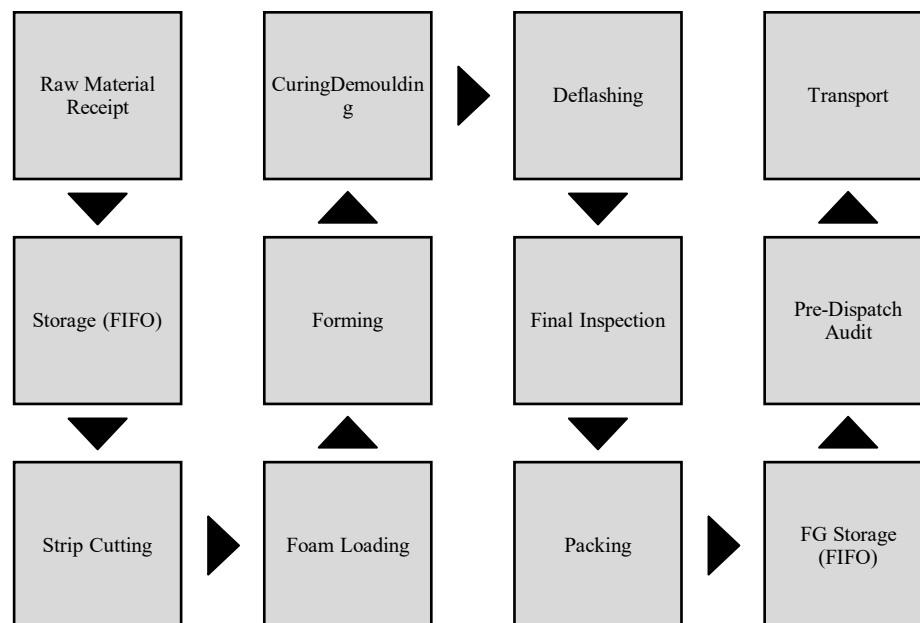 Raw Material
Receipt
Storage (FIFO)
Strip Cutting
Foam Loading
Forming
CuringDemouldin
g
Deflashing
Final Inspection
Packing
FG Storage
(FIFO)
Pre-Dispatch
Audit
Transport